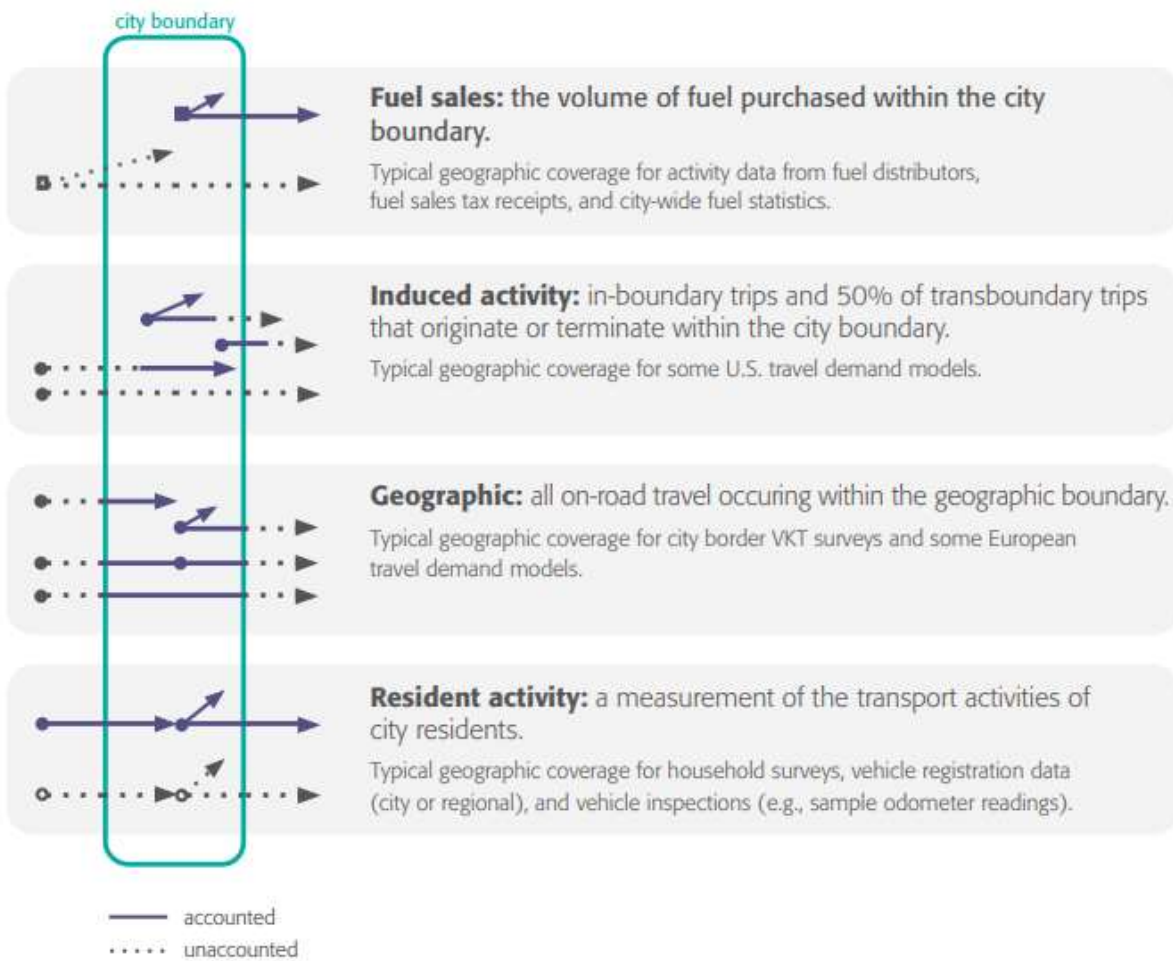 city boundary
Fuel sales: the volume of fuel purchased within the city
boundary.
Typical geographic coverage for activity data from fuel distributors,
fuel sales tax receipts, and city-wide fuel statistics.
Induced activity: in-boundary trips and 50% of transboundary trips
that originate or terminate within the city boundary.
Typical geographic coverage for some U.S. travel demand models.
Geographic: all on-road travel occuring within the geographic boundary.
Typical geographic coverage for city border VKT surveys and some European
travel demand models.
Resident activity: a measurement of the transport activities of
city residents.
Typical geographic coverage for household surveys, vehicle registration data
(city or regional), and vehicle inspections (e.g., sample odometer readings).
accounted
unaccounted